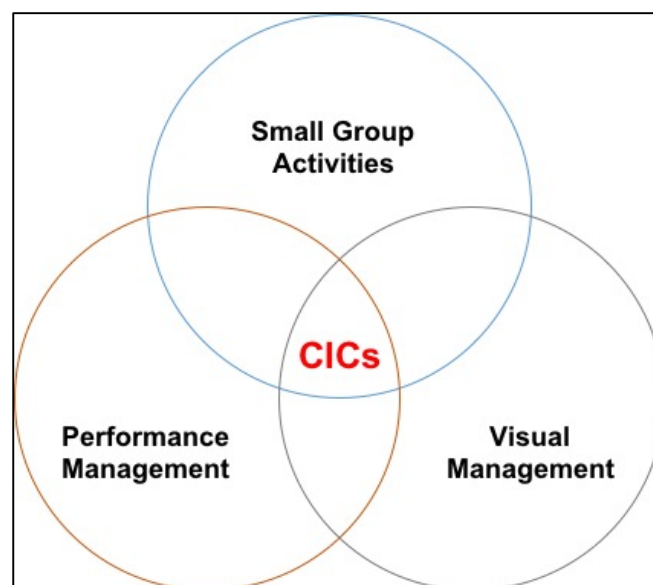 Small Group
Activities
CICs
Performance
Management
Visual
Management